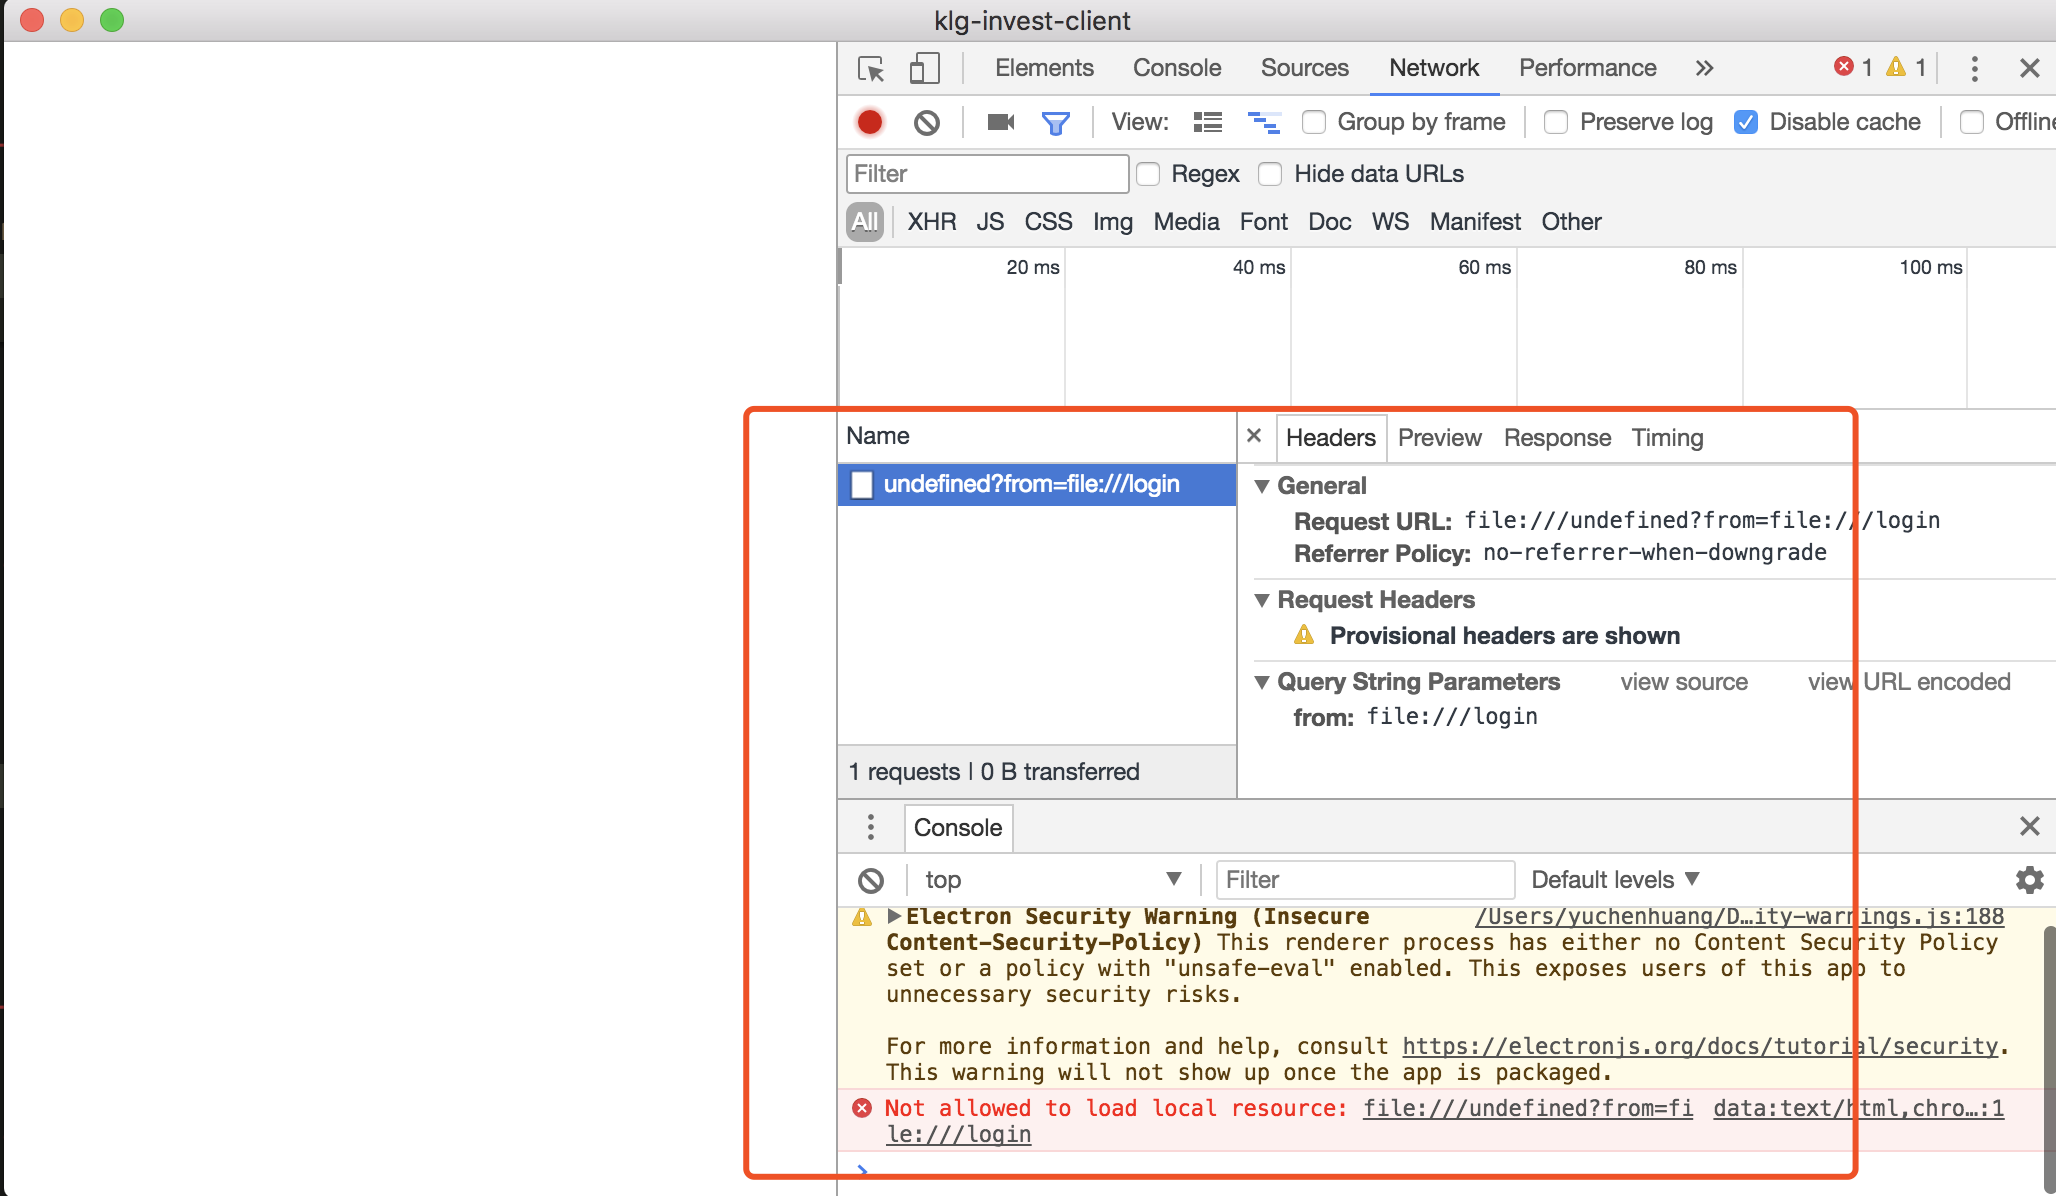 klg-invest-client
Elements Console Sources Network Performance » 1 1
View: Group by frame Preserve log Disable cache Offline
Filter Regex Hide data URLs
All XHR JS CSS Img Media Font Doc WS Manifest Other
20 ms 40 ms 60 ms 80 ms 100 ms
Name
undefined?from=file:///login
1 requests | 0 B transferred
Headers Preview Response Timing
General
Request URL: file:///undefined?from=file:///login
Referrer Policy: no-referrer-when-downgrade
Request Headers
Provisional headers are shown
Query String Parameters view source view URL encoded
from: file:///login
Console
top Filter Default levels
Electron Security Warning (Insecure /Users/yuchenhuang/D…ity-warnings.js:188
Content-Security-Policy) This renderer process has either no Content Security Policy
set or a policy with "unsafe-eval" enabled. This exposes users of this app to
unnecessary security risks.
For more information and help, consult https://electronjs.org/docs/tutorial/security.
This warning will not show up once the app is packaged.
Not allowed to load local resource: file:///undefined?from=fi data:text/html,chro…:1
le:///login